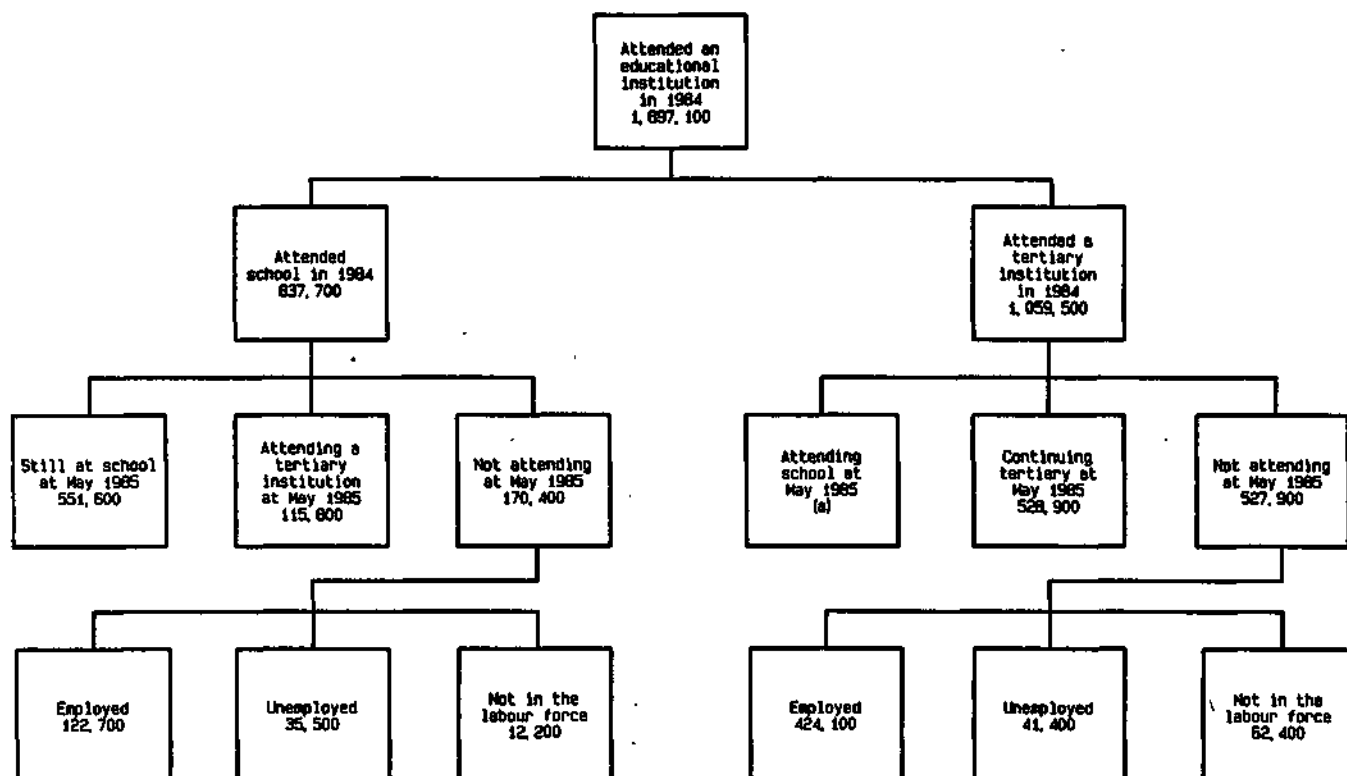 Attended an
educational
institution
in 1984
1, 897, 100
Attended
school in 1984
837, 700
Attended a
tertiary
institution
in 1984
1, 059, 500
Still at school
at May 1985
551, 600
Attending a
tertiary
institution
at May 1985
115, 800
Not attending
at May 1985
170, 400
Attending
school at
May 1985
(a)
Continuing
tertiary at
May 1985
528, 900
Not attending
at May 1985
527, 900
Employed
122, 700
Unemployed
35, 500
Not in the
labour force
12, 200
Employed
424, 100
Unemployed
41, 400
Not in the
labour force
62, 400